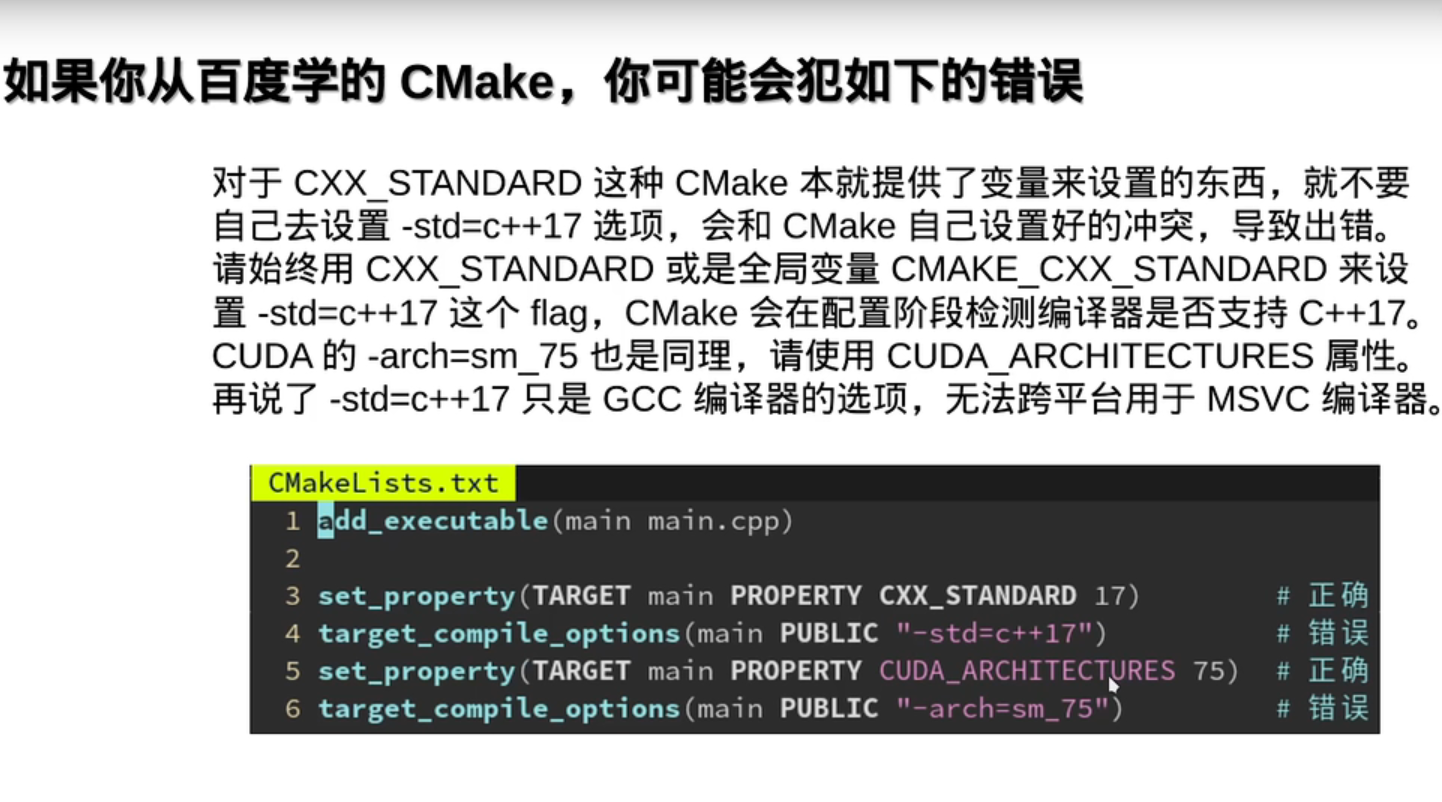 如果你从百度学的 CMake，你可能会犯如下的错误
对于 CXX_STANDARD 这种 CMake 本就提供了变量来设置的东西，就不要
自己去设置 -std=c++17 选项，会和 CMake 自己设置好的冲突，导致出错。
请始终用 CXX_STANDARD 或是全局变量 CMAKE_CXX_STANDARD 来设
置 -std=c++17 这个 flag，CMake 会在配置阶段检测编译器是否支持 C++17。
CUDA 的 -arch=sm_75 也是同理，请使用 CUDA_ARCHITECTURES 属性。
再说了 -std=c++17 只是 GCC 编译器的选项，无法跨平台用于 MSVC 编译器。
CMakeLists.txt
1 add_executable(main main.cpp)
2
3 set_property(TARGET main PROPERTY CXX_STANDARD 17) # 正确
4 target_compile_options(main PUBLIC "-std=c++17") # 错误
5 set_property(TARGET main PROPERTY CUDA_ARCHITECTURES 75) # 正确
6 target_compile_options(main PUBLIC "-arch=sm_75") # 错误